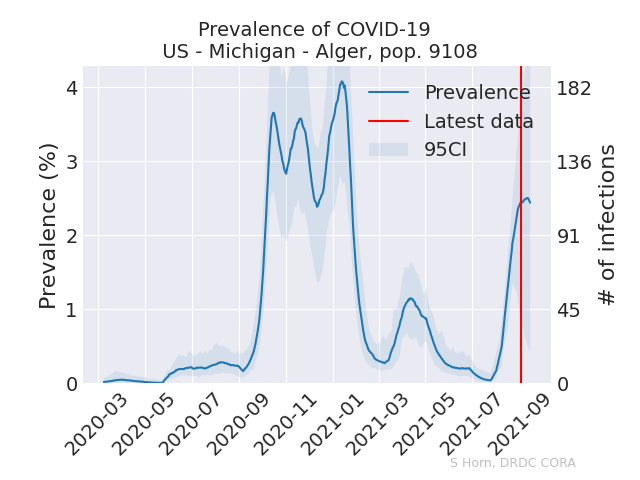 Prevalence of COVID-19
US - Michigan - Alger, pop. 9108
Prevalence
Latest data
95CI
Prevalence (%)
4
3
2
1
0
182
136
91
45
0
# of infections
2020-03
2020-05
2020-07
2020-09
2020-11
2021-01
2021-03
2021-05
2021-07
2021-09
S Horn, DRDC CORA